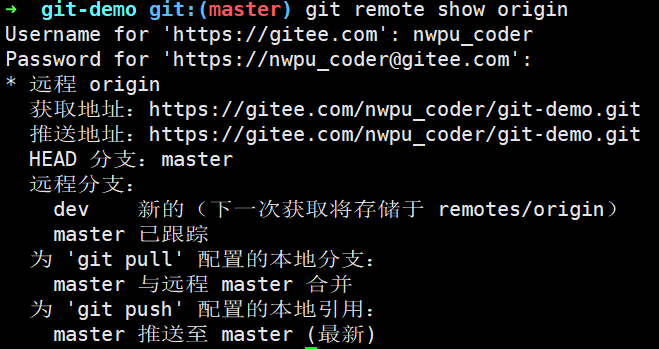 ➜ git-demo git:(master) git remote show origin
Username for 'https://gitee.com': nwpu_coder
Password for 'https://nwpu_coder@gitee.com':
* 远程 origin
获取地址：https://gitee.com/nwpu_coder/git-demo.git
推送地址：https://gitee.com/nwpu_coder/git-demo.git
HEAD 分支：master
远程分支：
dev 新的（下一次获取将存储于 remotes/origin）
master 已跟踪
为 'git pull' 配置的本地分支：
master 与远程 master 合并
为 'git push' 配置的本地引用：
master 推送至 master (最新)